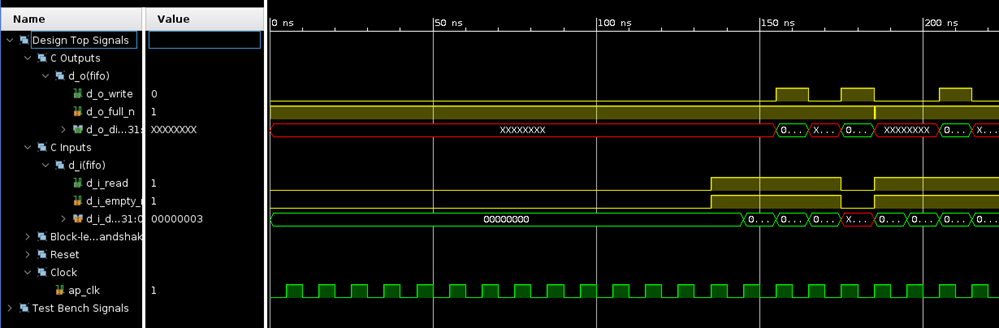 Name Value
0 ns 50 ns 100 ns 150 ns 200 ns
Design Top Signals
C Outputs
d_o(fifo)
d_o_write 0
d_o_full_n 1
d_o_di...31: XXXXXXXX XXXXXXXX 0... X... 0... XXXXXXXX 0... X...
C Inputs
d_i(fifo)
d_i_read 1
d_i_empty_ 1
d_i_d...31:0 00000003 00000000 0... 0... 0... X... 0... 0... 0... 0...
Block-le...andshak
Reset
Clock
ap_clk 1
Test Bench Signals